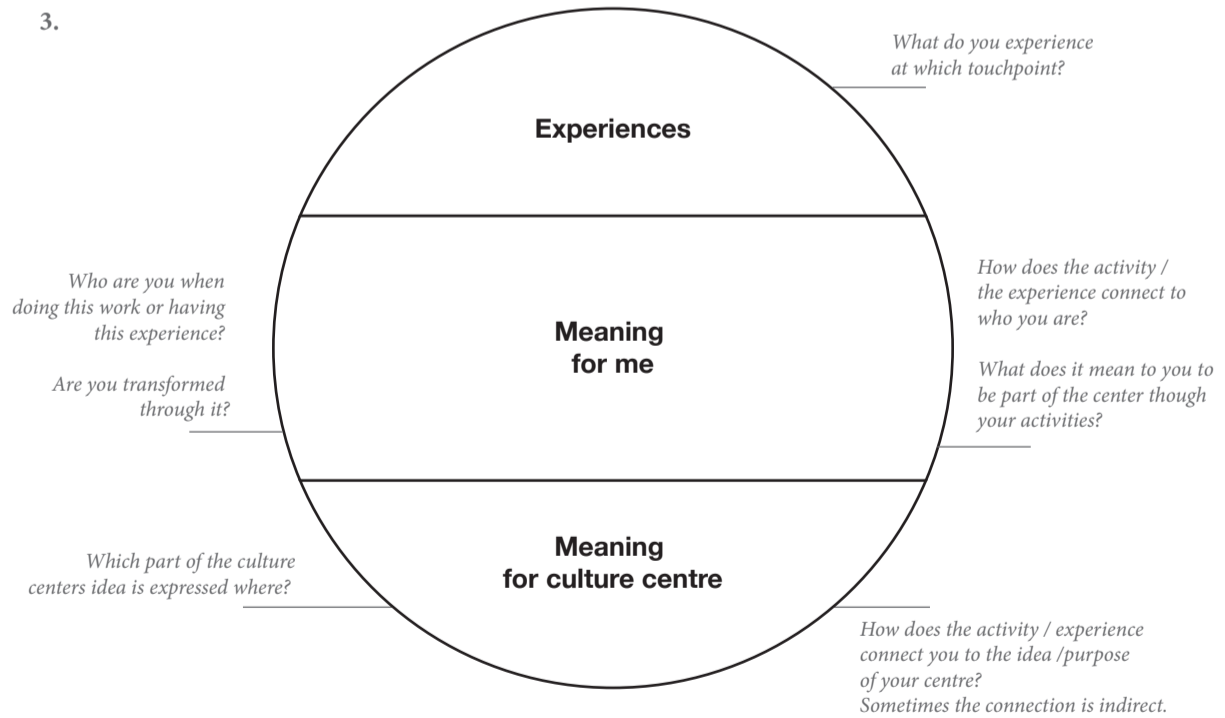 3.
What do you experience
at which touchpoint?
Experiences
Who are you when
doing this work or having
this experience?
Are you transformed
through it?
Meaning
for me
How does the activity /
the experience connect to
who you are?
What does it mean to you to
be part of the center though
your activities?
Which part of the culture
centers idea is expressed where?
Meaning
for culture centre
How does the activity / experience
connect you to the idea /purpose
of your centre?
Sometimes the connection is indirect.